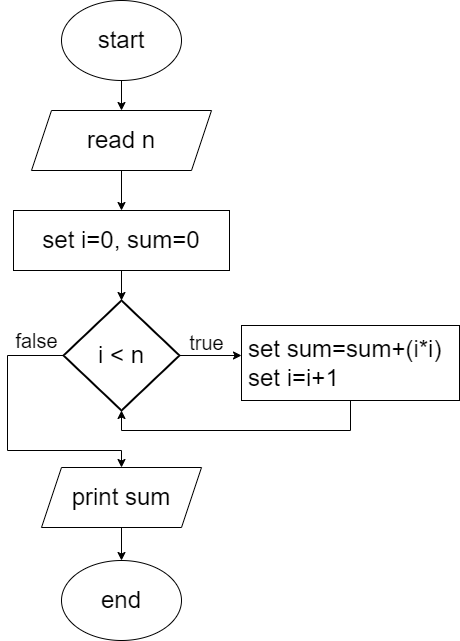 start
read n
set i=0, sum=0
false
i < n
true
set sum=sum+(i*i)
set i=i+1
print sum
end